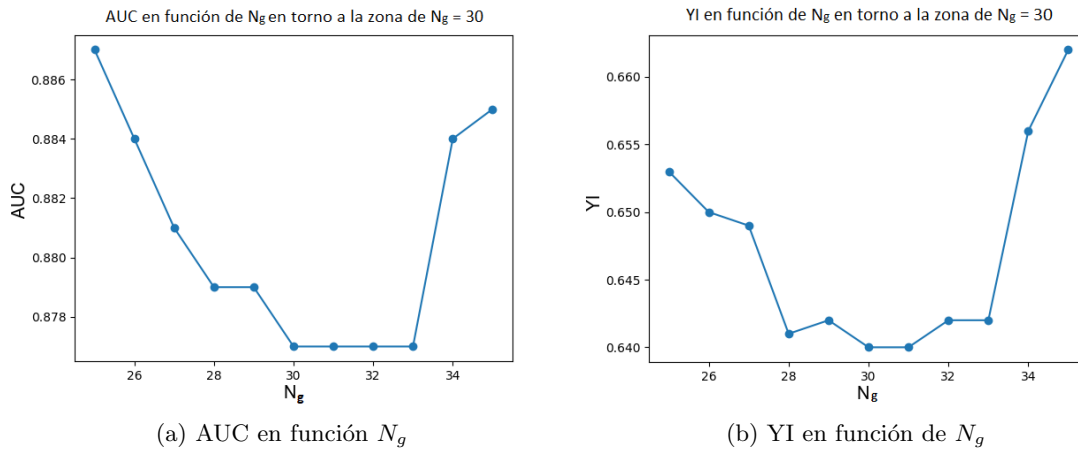 AUC en función de Ng en torno a la zona de Ng = 30
0.886
0.884
0.882
0.880
0.878
AUC
26
28
30
32
34
Ng
(a) AUC en función Ng
YI en función de Ng en torno a la zona de Ng = 30
0.660
0.655
0.650
0.645
0.640
YI
26
28
30
32
34
Ng
(b) YI en función de Ng